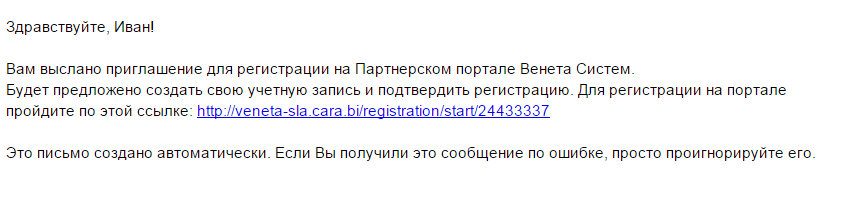 Здравствуйте, Иван!
Вам выслано приглашение для регистрации на Партнерском портале Венета Систем.
Будет предложено создать свою учетную запись и подтвердить регистрацию. Для регистрации на портале
пройдите по этой ссылке: http://veneta-sla.cara.bi/registration/start/24433337
Это письмо создано автоматически. Если Вы получили это сообщение по ошибке, просто проигнорируйте его.